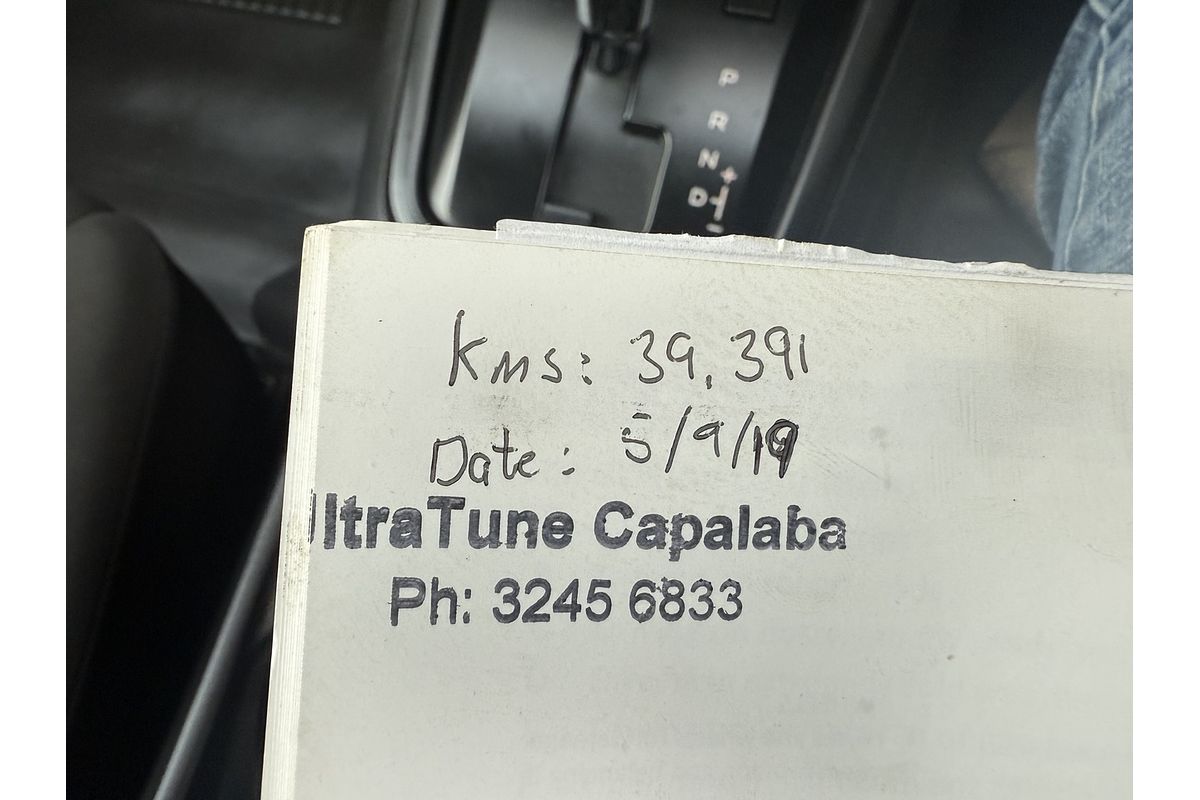 P
R
N
D
+
-
Kms: 39,391
Date: 5/9/19
UltraTune Capalaba
Ph: 3245 6833